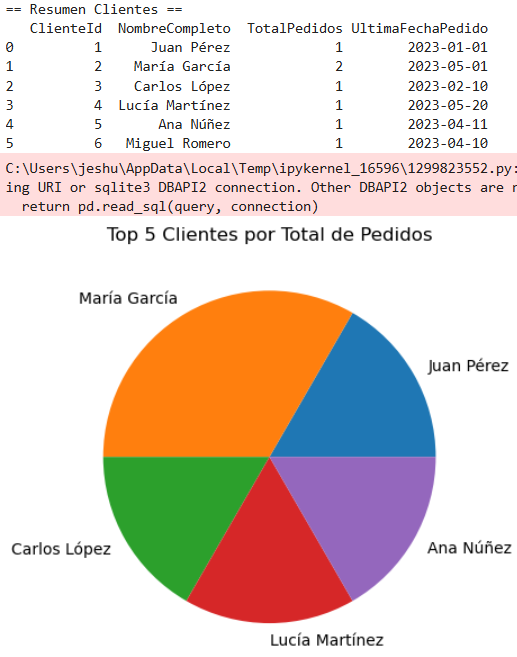 == Resumen Clientes ==
ClienteId NombreCompleto TotalPedidos UltimaFechaPedido
0 1 Juan Pérez 1 2023-01-01
1 2 María García 2 2023-05-01
2 3 Carlos López 1 2023-02-10
3 4 Lucía Martínez 1 2023-05-20
4 5 Ana Núñez 1 2023-04-11
5 6 Miguel Romero 1 2023-04-10
C:\Users\jeshu\AppData\Local\Temp\ipykernel_16596\1299823552.py:
ing URI or sqlite3 DBAPI2 connection. Other DBAPI2 objects are
return pd.read_sql(query, connection)
Top 5 Clientes por Total de Pedidos
María García
Juan Pérez
Carlos López
Ana Núñez
Lucía Martínez